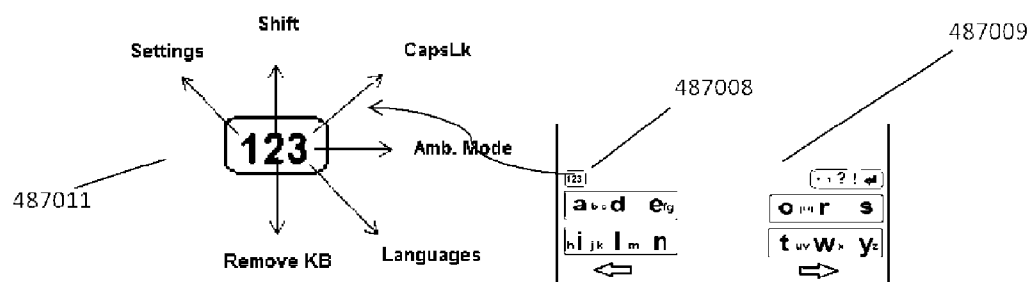 Shift
Settings
CapsLk
123
Amb. Mode
Remove KB
Languages
487011
487008
487009
123
a b c d e f g
h i j k l m n
? !
o p q r s
t u v w x y z